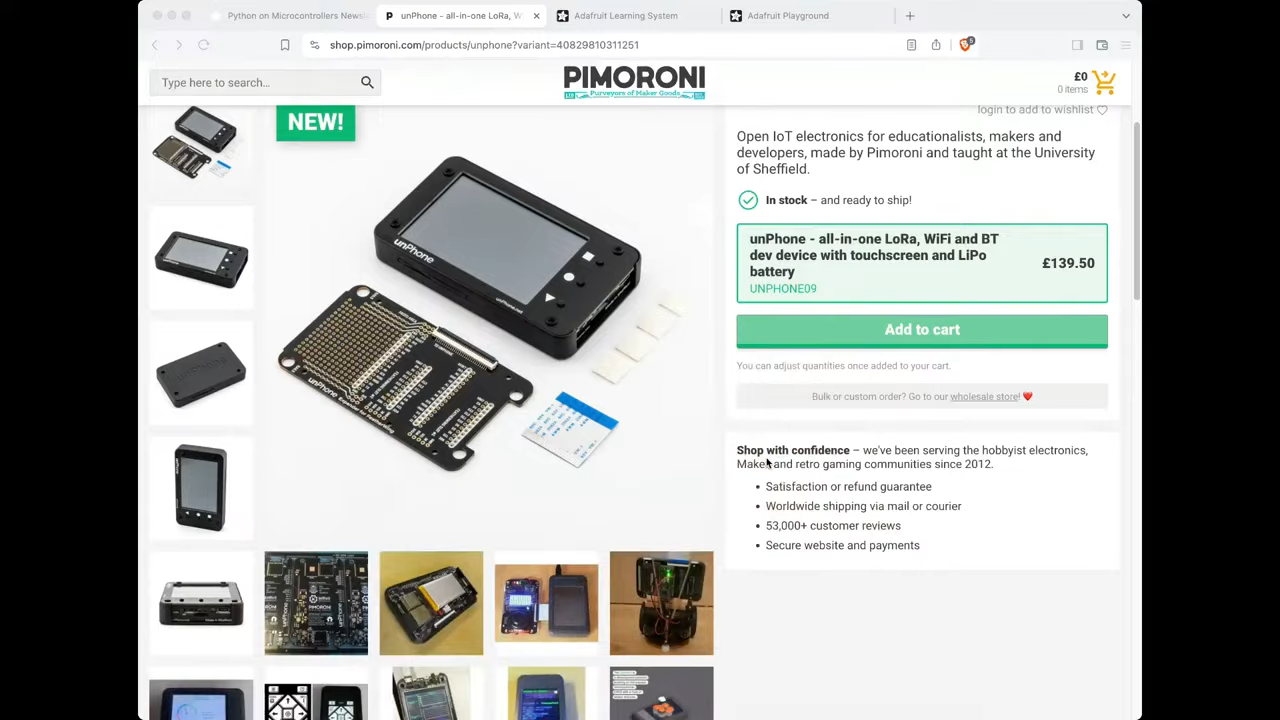 Python on Microcontrollers Newsl
unPhone - all-in-one LoRa, W
Adafruit Learning System
Adafruit Playground
shop.pimoroni.com/products/unphone?variant=40829810311251
5
Type here to search...
PIMORONI
Purveyors of Maker Goods
£0
0 items
login to add to wishlist
NEW!
Open IoT electronics for educationalists, makers and
developers, made by Pimoroni and taught at the University
of Sheffield.
In stock – and ready to ship!
unPhone - all-in-one LoRa, WiFi and BT
dev device with touchscreen and LiPo
battery
£139.50
UNPHONE09
Add to cart
You can adjust quantities once added to your cart.
Bulk or custom order? Go to our wholesale store!
Shop with confidence – we've been serving the hobbyist electronics,
Maker and retro gaming communities since 2012.
• Satisfaction or refund guarantee
• Worldwide shipping via mail or courier
• 53,000+ customer reviews
• Secure website and payments
unPhone
PIMORONI